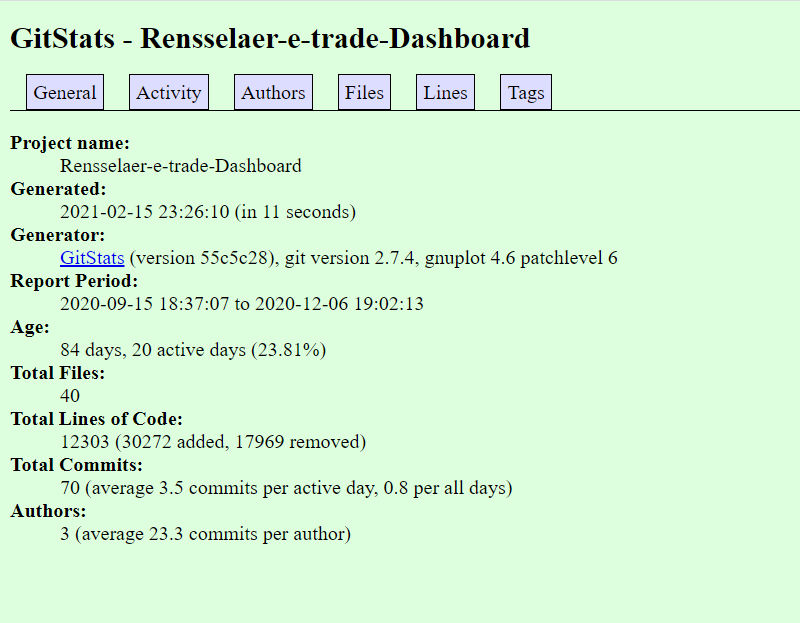 GitStats - Rensselaer-e-trade-Dashboard
General Activity Authors Files Lines Tags
Project name:
Rensselaer-e-trade-Dashboard
Generated:
2021-02-15 23:26:10 (in 11 seconds)
Generator:
GitStats (version 55c5c28), git version 2.7.4, gnuplot 4.6 patchlevel 6
Report Period:
2020-09-15 18:37:07 to 2020-12-06 19:02:13
Age:
84 days, 20 active days (23.81%)
Total Files:
40
Total Lines of Code:
12303 (30272 added, 17969 removed)
Total Commits:
70 (average 3.5 commits per active day, 0.8 per all days)
Authors:
3 (average 23.3 commits per author)